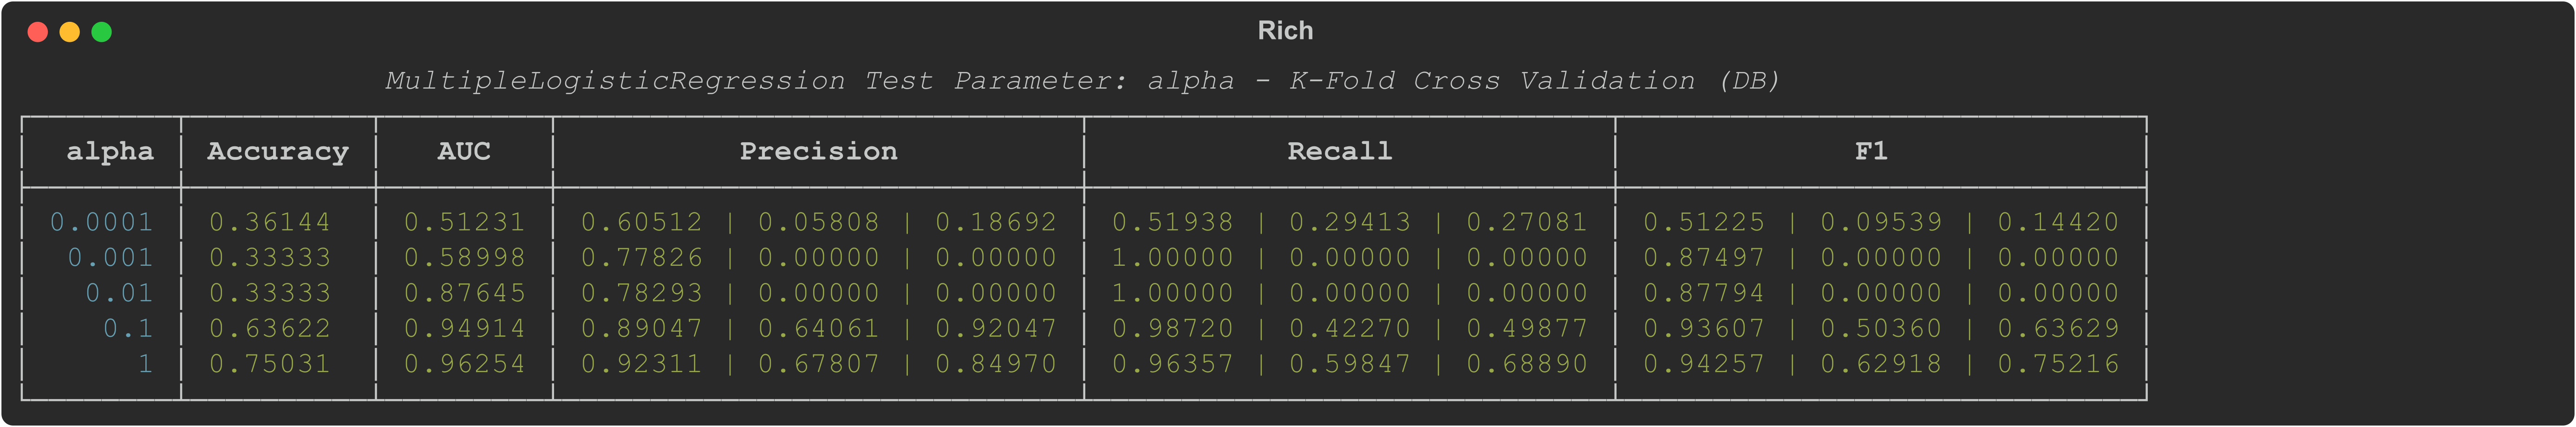 Rich
MultipleLogisticRegression Test Parameter: alpha - K-Fold Cross Validation (DB)
alpha Accuracy AUC Precision Recall F1
0.0001 0.36144 0.51231 0.60512 | 0.05808 | 0.18692 0.51938 | 0.29413 | 0.27081 0.51225 | 0.09539 | 0.14420
0.001 0.33333 0.58998 0.77826 | 0.00000 | 0.00000 1.00000 | 0.00000 | 0.00000 0.87497 | 0.00000 | 0.00000
0.01 0.33333 0.87645 0.78293 | 0.00000 | 0.00000 1.00000 | 0.00000 | 0.00000 0.87794 | 0.00000 | 0.00000
0.1 0.63622 0.94914 0.89047 | 0.64061 | 0.92047 0.98720 | 0.42270 | 0.49877 0.93607 | 0.50360 | 0.63629
1 0.75031 0.96254 0.92311 | 0.67807 | 0.84970 0.96357 | 0.59847 | 0.68890 0.94257 | 0.62918 | 0.75216